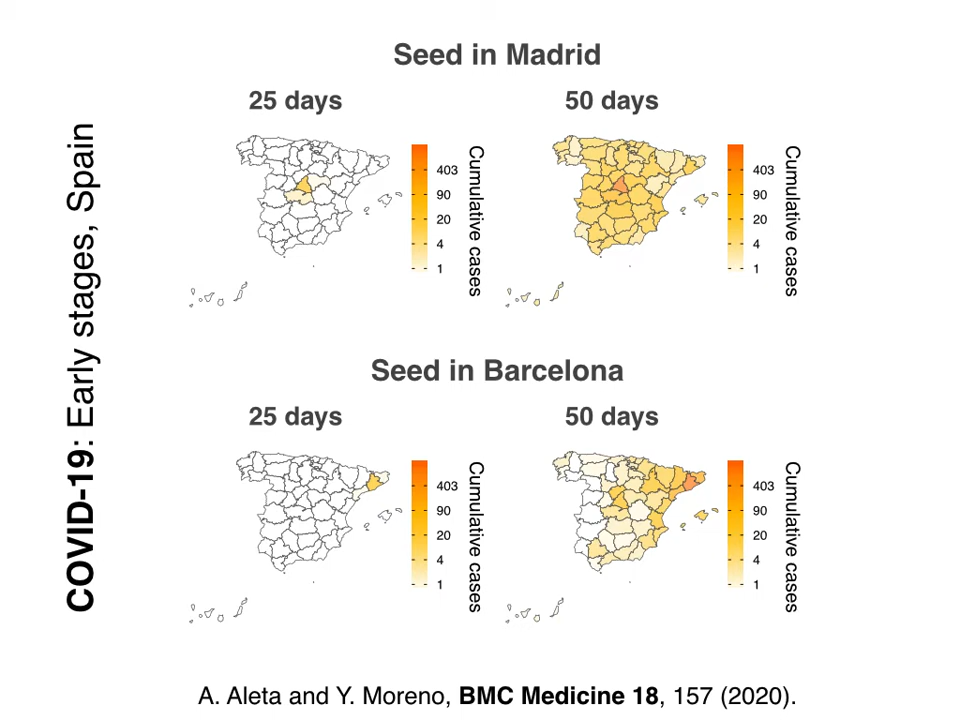 COVID-19: Early stages, Spain
Seed in Madrid
25 days
403
90
20
4
1
Cumulative cases
50 days
403
90
20
4
1
Cumulative cases
Seed in Barcelona
25 days
403
90
20
4
1
Cumulative cases
50 days
403
90
20
4
1
Cumulative cases
A. Aleta and Y. Moreno, BMC Medicine 18, 157 (2020).